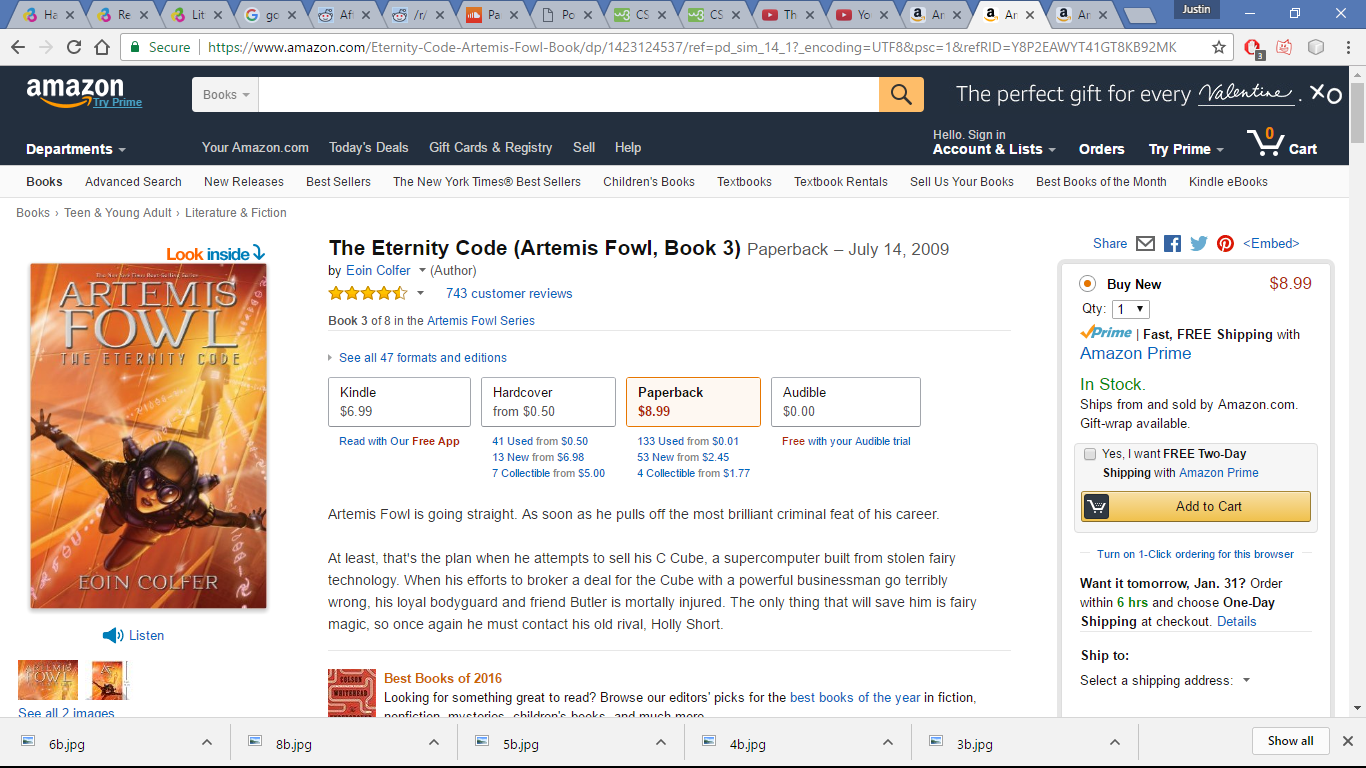 Ha
Re
Lit
go
Aft
/r/
Pa
Po
CS
CS
Th
Yo
Ar
Ar
Ar
Justin
Secure
https://www.amazon.com/Eternity-Code-Artemis-Fowl-Book/dp/1423124537/ref=pd_sim_14_1?_encoding=UTF8&psc=1&refRID=Y8P2EAWYT41GT8KB92MK
3
amazon
Try Prime
Books
The perfect gift for every Valentine. XO
Departments
Your Amazon.com Today's Deals Gift Cards & Registry Sell Help
Hello. Sign in
Account & Lists
Orders
Try Prime
0
Cart
Books Advanced Search New Releases Best Sellers The New York Times® Best Sellers Children's Books Textbooks Textbook Rentals Sell Us Your Books Best Books of the Month Kindle eBooks
Books › Teen & Young Adult › Literature & Fiction
Look inside
ARTEMIS
FOWL
THE ETERNITY CODE
EOIN COLFER
Listen
See all 2 images
The Eternity Code (Artemis Fowl, Book 3) Paperback – July 14, 2009
by Eoin Colfer (Author)
743 customer reviews
Book 3 of 8 in the Artemis Fowl Series
See all 47 formats and editions
Kindle
$6.99
Read with Our Free App
Hardcover
from $0.50
41 Used from $0.50
13 New from $6.98
7 Collectible from $5.00
Paperback
$8.99
133 Used from $0.01
53 New from $2.45
4 Collectible from $1.77
Audible
$0.00
Free with your Audible trial
Artemis Fowl is going straight. As soon as he pulls off the most brilliant criminal feat of his career.
At least, that's the plan when he attempts to sell his C Cube, a supercomputer built from stolen fairy
technology. When his efforts to broker a deal for the Cube with a powerful businessman go terribly
wrong, his loyal bodyguard and friend Butler is mortally injured. The only thing that will save him is fairy
magic, so once again he must contact his old rival, Holly Short.
COLSON
WHITEHEAD
Best Books of 2016
Looking for something great to read? Browse our editors' picks for the best books of the year in fiction,
nonfiction, mysteries, children's books, and much more.
Share
<Embed>
Buy New
$8.99
Qty: 1
Prime | Fast, FREE Shipping with
Amazon Prime
In Stock.
Ships from and sold by Amazon.com.
Gift-wrap available.
Yes, I want FREE Two-Day
Shipping with Amazon Prime
Add to Cart
Turn on 1-Click ordering for this browser
Want it tomorrow, Jan. 31? Order
within 6 hrs and choose One-Day
Shipping at checkout. Details
Ship to:
Select a shipping address:
6b.jpg
8b.jpg
5b.jpg
4b.jpg
3b.jpg
Show all